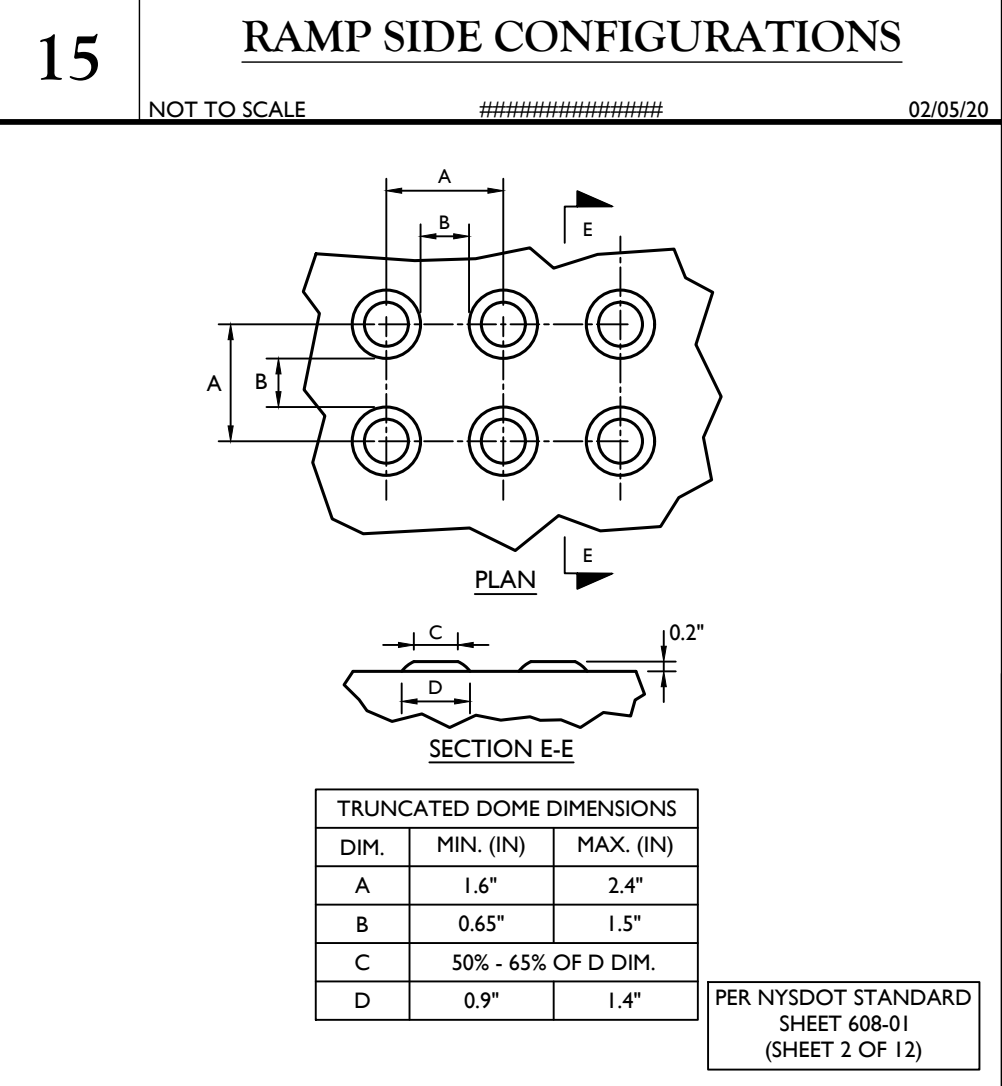 15
RAMP SIDE CONFIGURATIONS
NOT TO SCALE ################ 02/05/20
A
B
E
A
B
E
PLAN
C
0.2"
D
SECTION E-E
TRUNCATED DOME DIMENSIONS
DIM. MIN. (IN) MAX. (IN)
A 1.6" 2.4"
B 0.65" 1.5"
C 50% - 65% OF D DIM.
D 0.9" 1.4"
PER NYSDOT STANDARD
SHEET 608-01
(SHEET 2 OF 12)